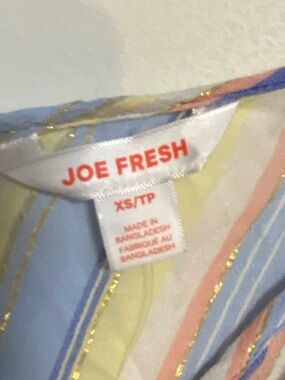 JOE FRESH
XS/TP
MADE IN
BANGLADESH
FABRIQUÉ AU
BANGLADESH